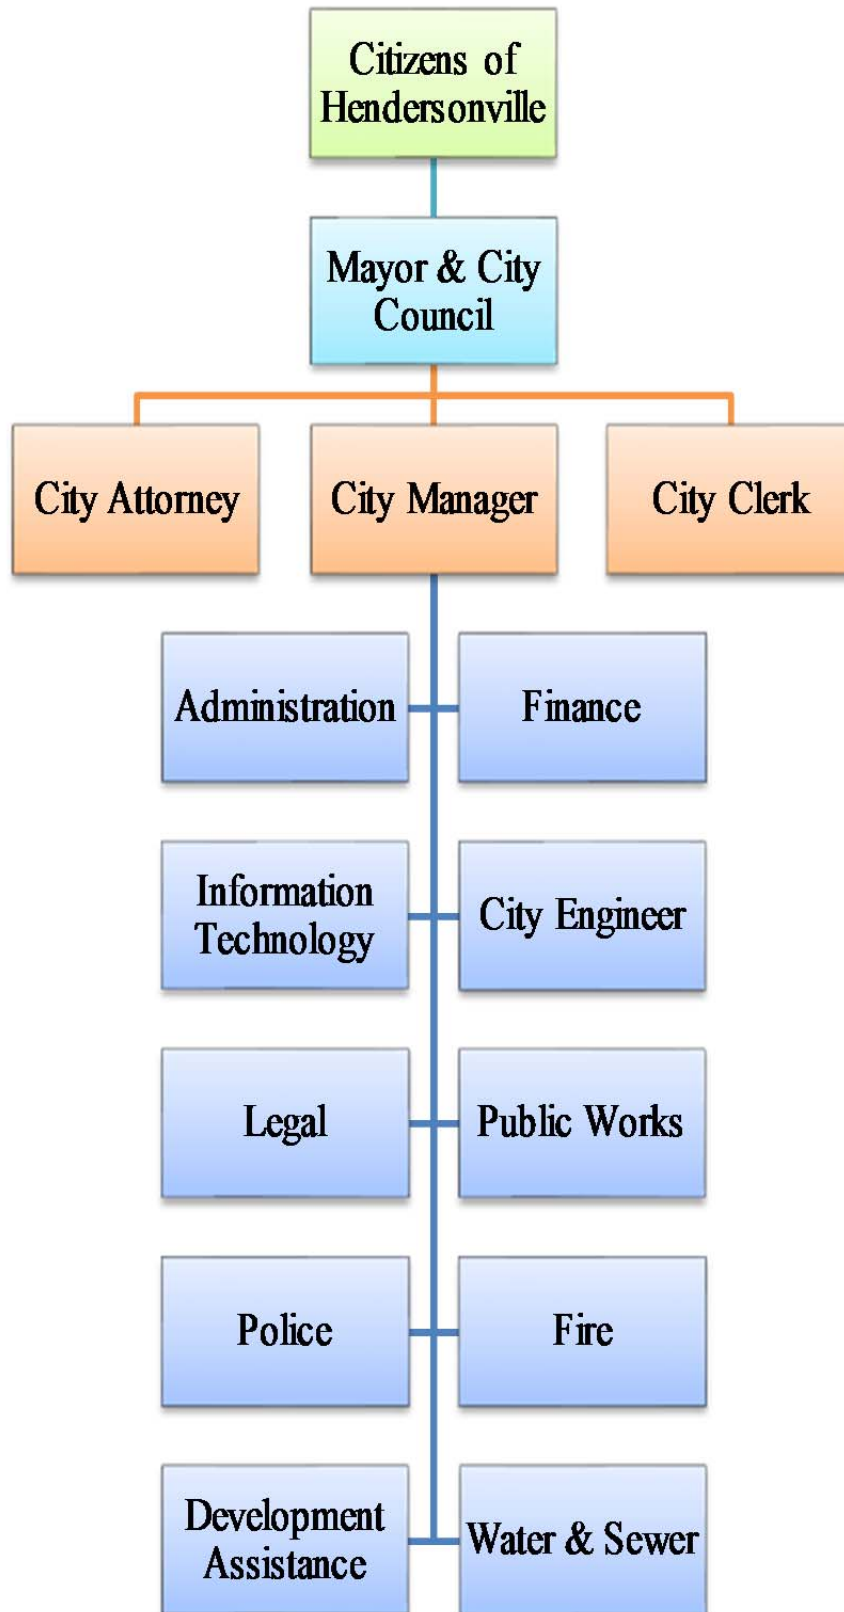 Citizens of
Hendersonville
Mayor & City
Council
City Attorney
City Manager
City Clerk
Administration
Finance
Information
Technology
City Engineer
Legal
Public Works
Police
Fire
Development
Assistance
Water & Sewer